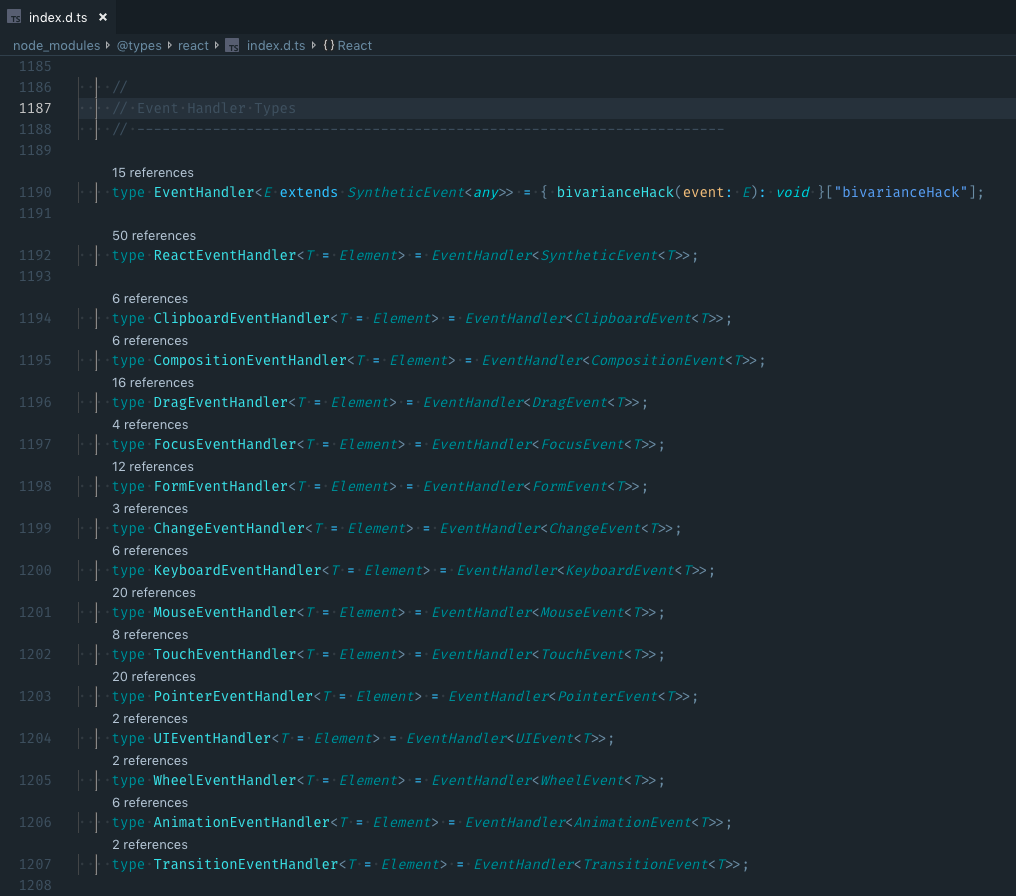 TS index.d.ts ×
node_modules › @types › react › TS index.d.ts › {} React
1185
1186 //
1187 // Event Handler Types
1188 // ----------------------------------------------------------------------
1189
15 references
1190 type EventHandler<E extends SyntheticEvent<any>> = { bivarianceHack(event: E): void }["bivarianceHack"];
1191
50 references
1192 type ReactEventHandler<T = Element> = EventHandler<SyntheticEvent<T>>;
1193
6 references
1194 type ClipboardEventHandler<T = Element> = EventHandler<ClipboardEvent<T>>;
6 references
1195 type CompositionEventHandler<T = Element> = EventHandler<CompositionEvent<T>>;
16 references
1196 type DragEventHandler<T = Element> = EventHandler<DragEvent<T>>;
4 references
1197 type FocusEventHandler<T = Element> = EventHandler<FocusEvent<T>>;
12 references
1198 type FormEventHandler<T = Element> = EventHandler<FormEvent<T>>;
3 references
1199 type ChangeEventHandler<T = Element> = EventHandler<ChangeEvent<T>>;
6 references
1200 type KeyboardEventHandler<T = Element> = EventHandler<KeyboardEvent<T>>;
20 references
1201 type MouseEventHandler<T = Element> = EventHandler<MouseEvent<T>>;
8 references
1202 type TouchEventHandler<T = Element> = EventHandler<TouchEvent<T>>;
20 references
1203 type PointerEventHandler<T = Element> = EventHandler<PointerEvent<T>>;
2 references
1204 type UIEventHandler<T = Element> = EventHandler<UIEvent<T>>;
2 references
1205 type WheelEventHandler<T = Element> = EventHandler<WheelEvent<T>>;
6 references
1206 type AnimationEventHandler<T = Element> = EventHandler<AnimationEvent<T>>;
2 references
1207 type TransitionEventHandler<T = Element> = EventHandler<TransitionEvent<T>>;
1208